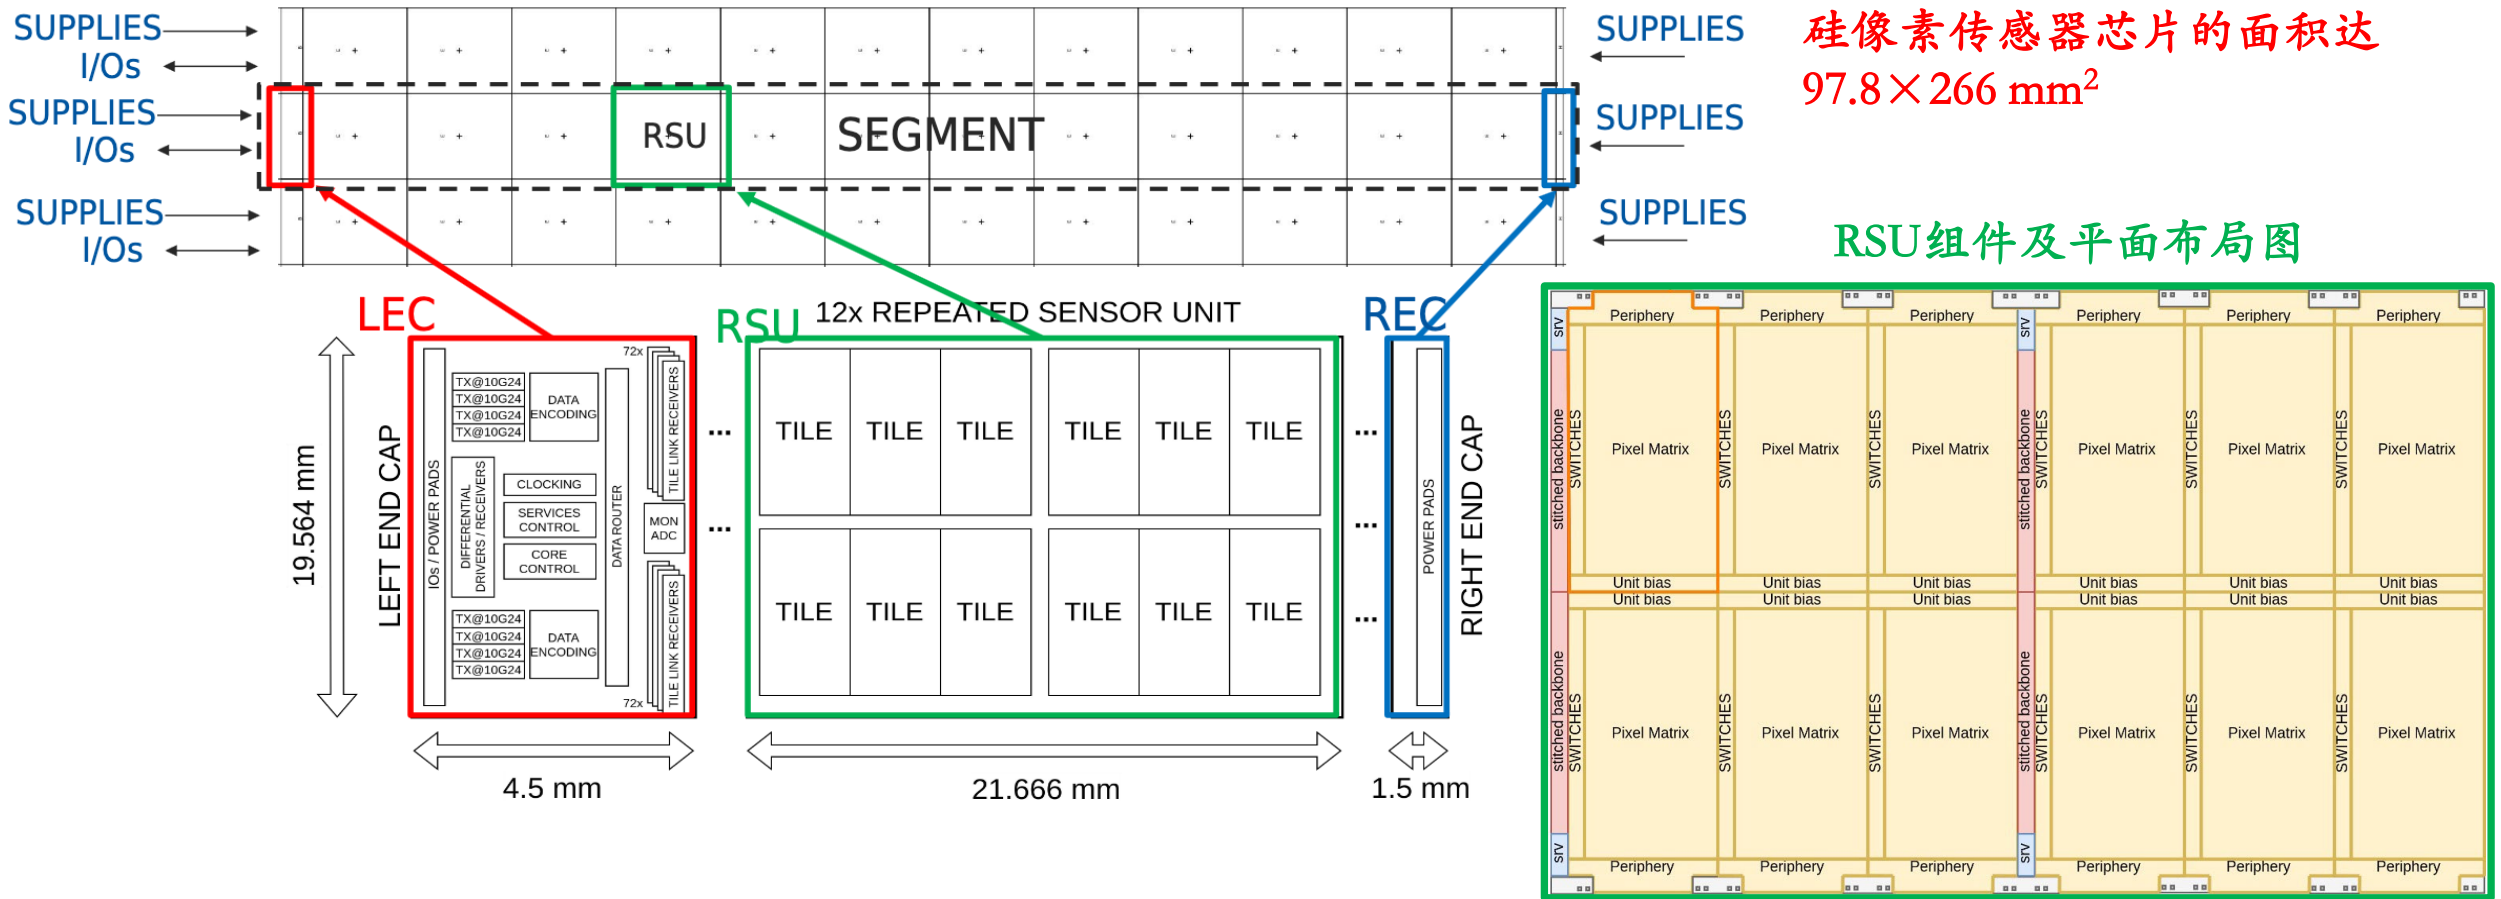 SUPPLIES
I/Os
SUPPLIES
I/Os
SUPPLIES
I/Os
RSU
SEGMENT
SUPPLIES
SUPPLIES
SUPPLIES
硅像素传感器芯片的面积达
97.8×266 mm²
RSU组件及平面布局图
LEC
RSU
12x REPEATED SENSOR UNIT
REC
19.564 mm
LEFT END CAP
IOs / POWER PADS
TX@10G24
TX@10G24
TX@10G24
TX@10G24
DATA
ENCODING
DIFFERENTIAL
DRIVERS / RECEIVERS
CLOCKING
SERVICES
CONTROL
CORE
CONTROL
TX@10G24
TX@10G24
TX@10G24
TX@10G24
DATA
ENCODING
DATA ROUTER
72x
TILE LINK RECEIVERS
MON
ADC
72x
TILE LINK RECEIVERS
...
...
TILE TILE TILE TILE TILE TILE
TILE TILE TILE TILE TILE TILE
...
...
...
POWER PADS
RIGHT END CAP
4.5 mm
21.666 mm
1.5 mm
srv Periphery Periphery Periphery srv Periphery Periphery Periphery
stitched backbone SWITCHES Pixel Matrix SWITCHES Pixel Matrix SWITCHES Pixel Matrix stitched backbone SWITCHES Pixel Matrix SWITCHES Pixel Matrix SWITCHES Pixel Matrix
Unit bias Unit bias Unit bias Unit bias Unit bias Unit bias
Unit bias Unit bias Unit bias Unit bias Unit bias Unit bias
stitched backbone SWITCHES Pixel Matrix SWITCHES Pixel Matrix SWITCHES Pixel Matrix stitched backbone SWITCHES Pixel Matrix SWITCHES Pixel Matrix SWITCHES Pixel Matrix
srv Periphery Periphery Periphery srv Periphery Periphery Periphery